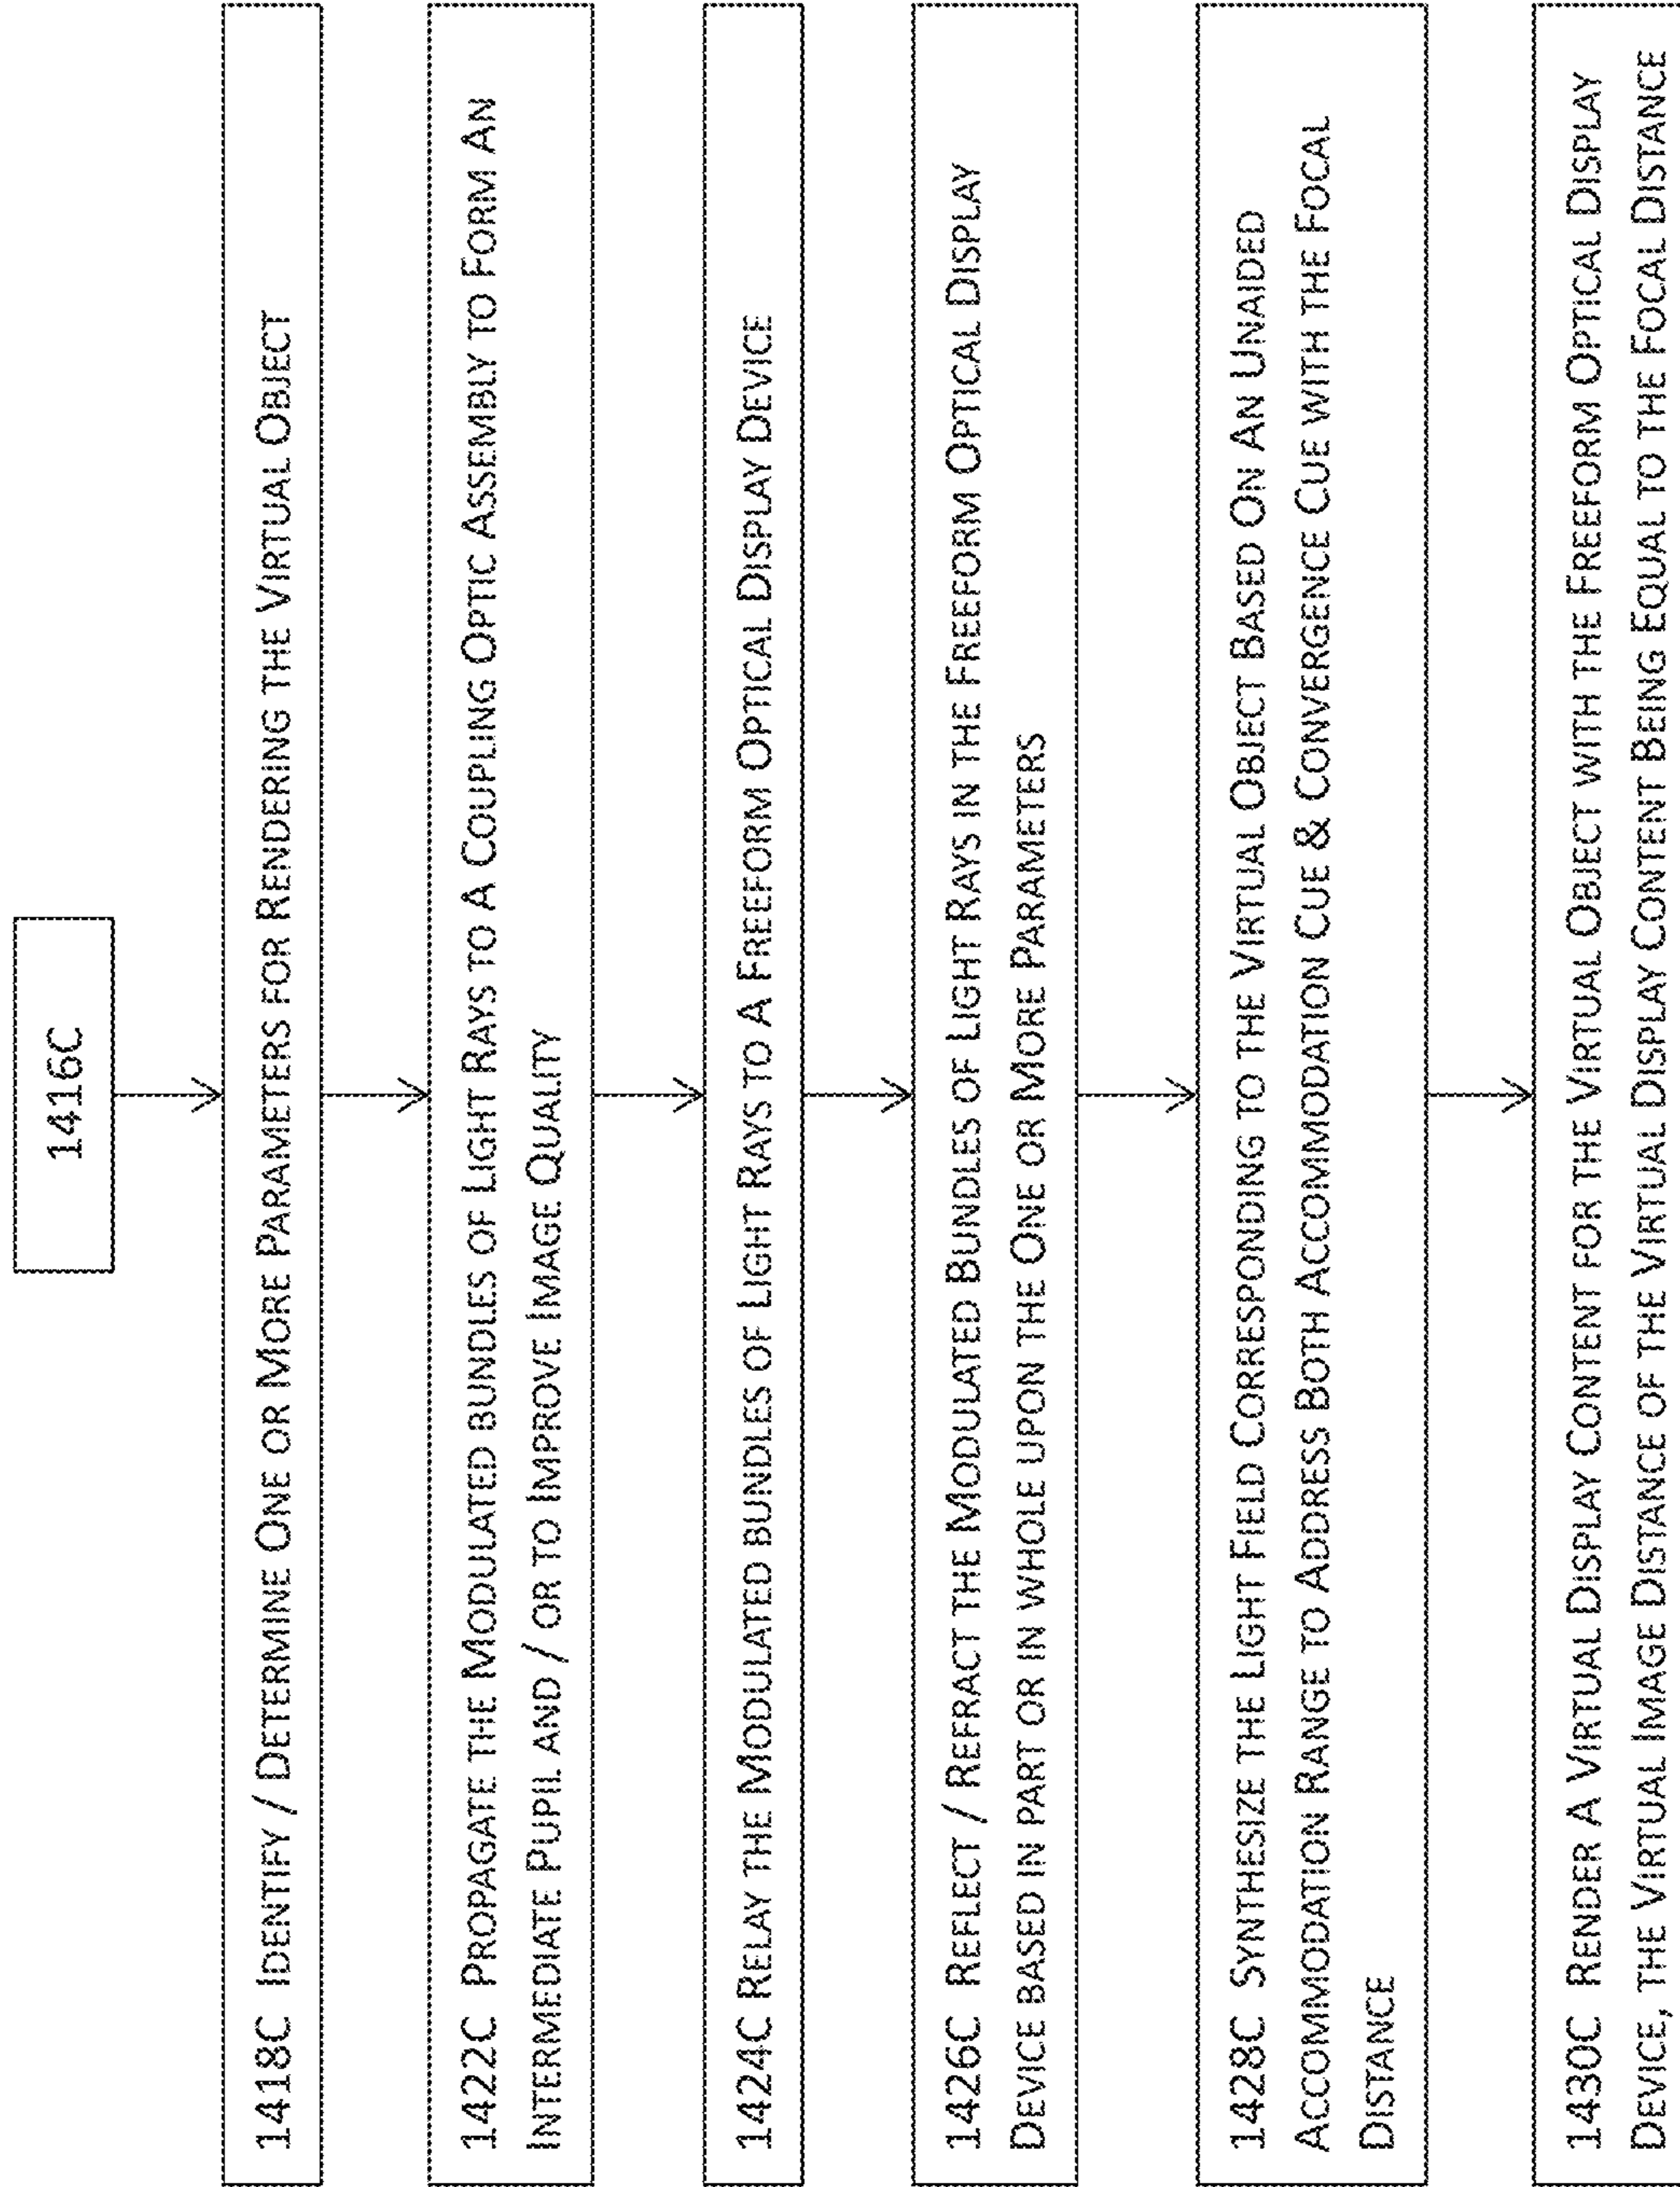 1416C
1418C IDENTIFY / DETERMINE ONE OR MORE PARAMETERS FOR RENDERING THE VIRTUAL OBJECT
1422C PROPAGATE THE MODULATED BUNDLES OF LIGHT RAYS TO A COUPLING OPTIC ASSEMBLY TO FORM AN
INTERMEDIATE PUPIL AND / OR TO IMPROVE IMAGE QUALITY
1424C RELAY THE MODULATED BUNDLES OF LIGHT RAYS TO A FREEFORM OPTICAL DISPLAY DEVICE
1426C REFLECT / REFRACT THE MODULATED BUNDLES OF LIGHT RAYS IN THE FREEFORM OPTICAL DISPLAY
DEVICE BASED IN PART OR IN WHOLE UPON THE ONE OR MORE PARAMETERS
1428C SYNTHESIZE THE LIGHT FIELD CORRESPONDING TO THE VIRTUAL OBJECT BASED ON AN UNAIDED
ACCOMMODATION RANGE TO ADDRESS BOTH ACCOMMODATION CUE & CONVERGENCE CUE WITH THE FOCAL
DISTANCE
1430C RENDER A VIRTUAL DISPLAY CONTENT FOR THE VIRTUAL OBJECT WITH THE FREEFORM OPTICAL DISPLAY
DEVICE, THE VIRTUAL IMAGE DISTANCE OF THE VIRTUAL DISPLAY CONTENT BEING EQUAL TO THE FOCAL DISTANCE